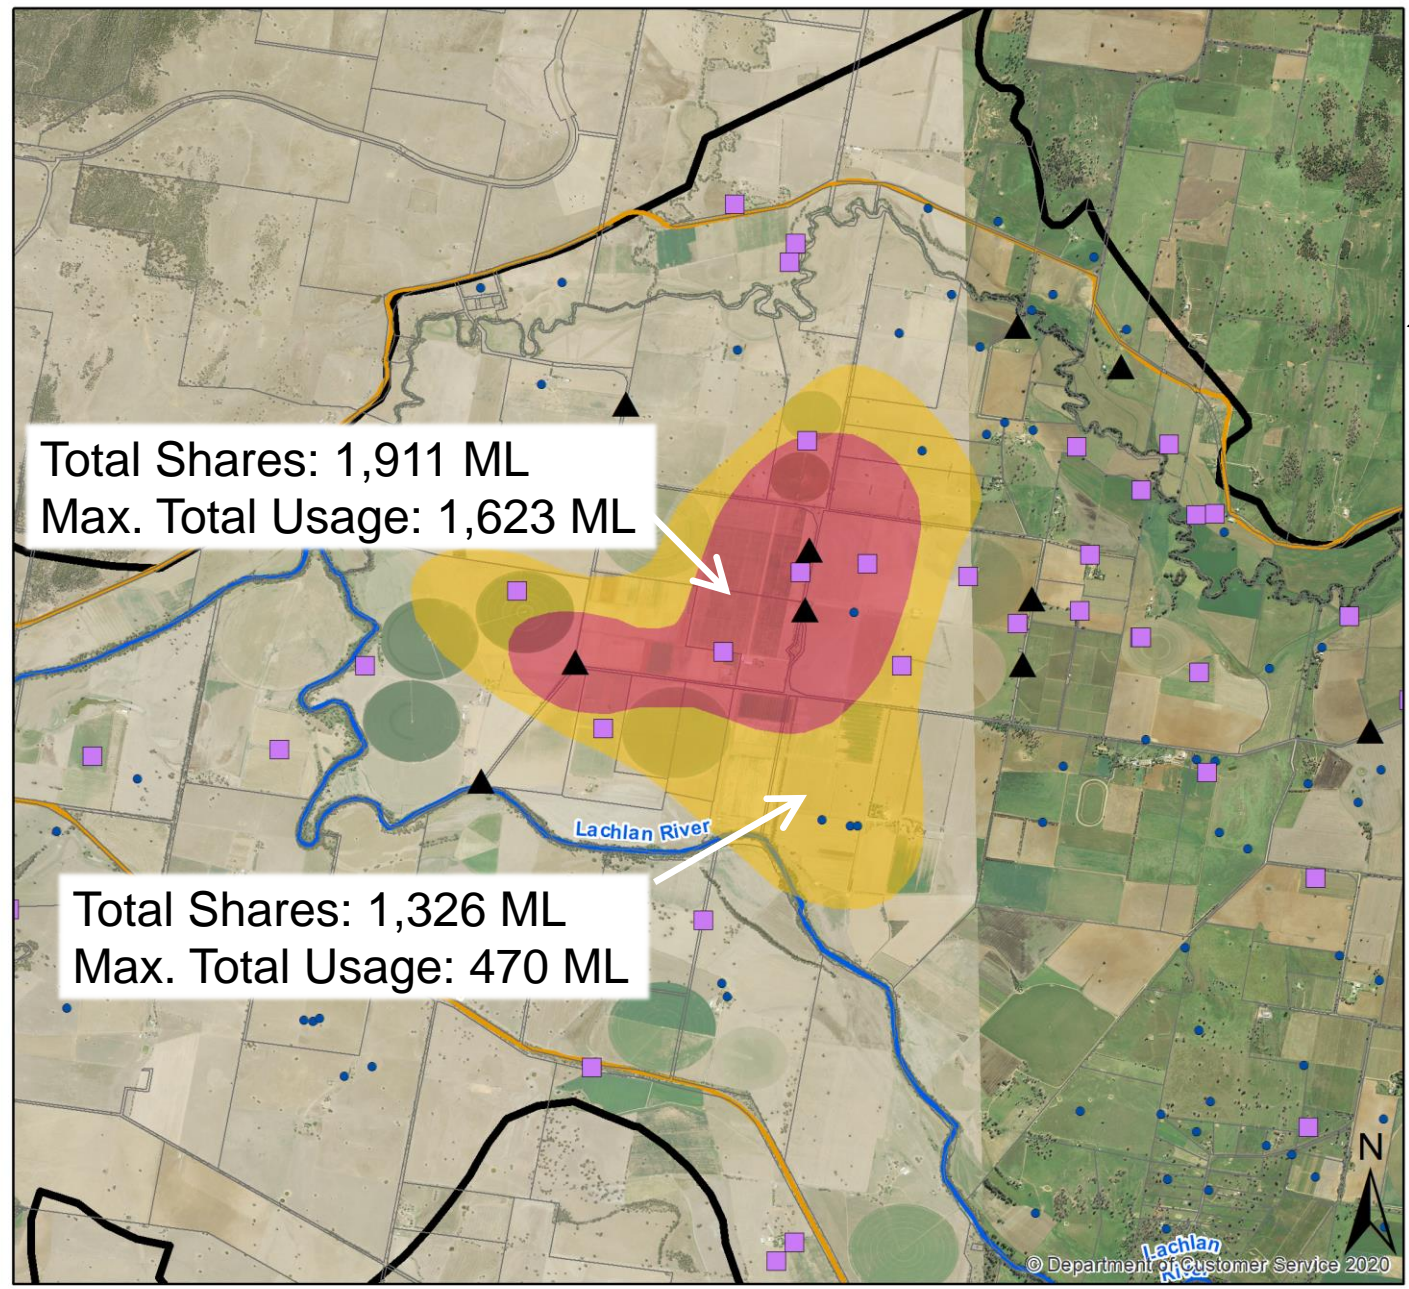 Total Shares: 1,911 ML
Max. Total Usage: 1,623 ML
Lachlan River
Total Shares: 1,326 ML
Max. Total Usage: 470 ML
N
Lachlan
River
© Department of Customer Service 2020